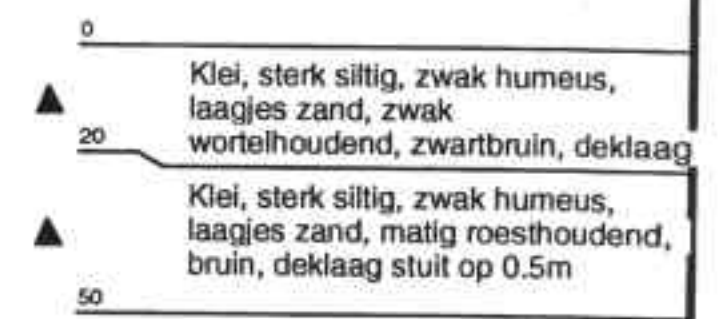 0
Klei, sterk siltig, zwak humeus,
laagjes zand, zwak
wortelhoudend, zwartbruin, deklaag
20
Klei, sterk siltig, zwak humeus,
laagjes zand, matig roesthoudend,
bruin, deklaag stuit op 0.5m
50